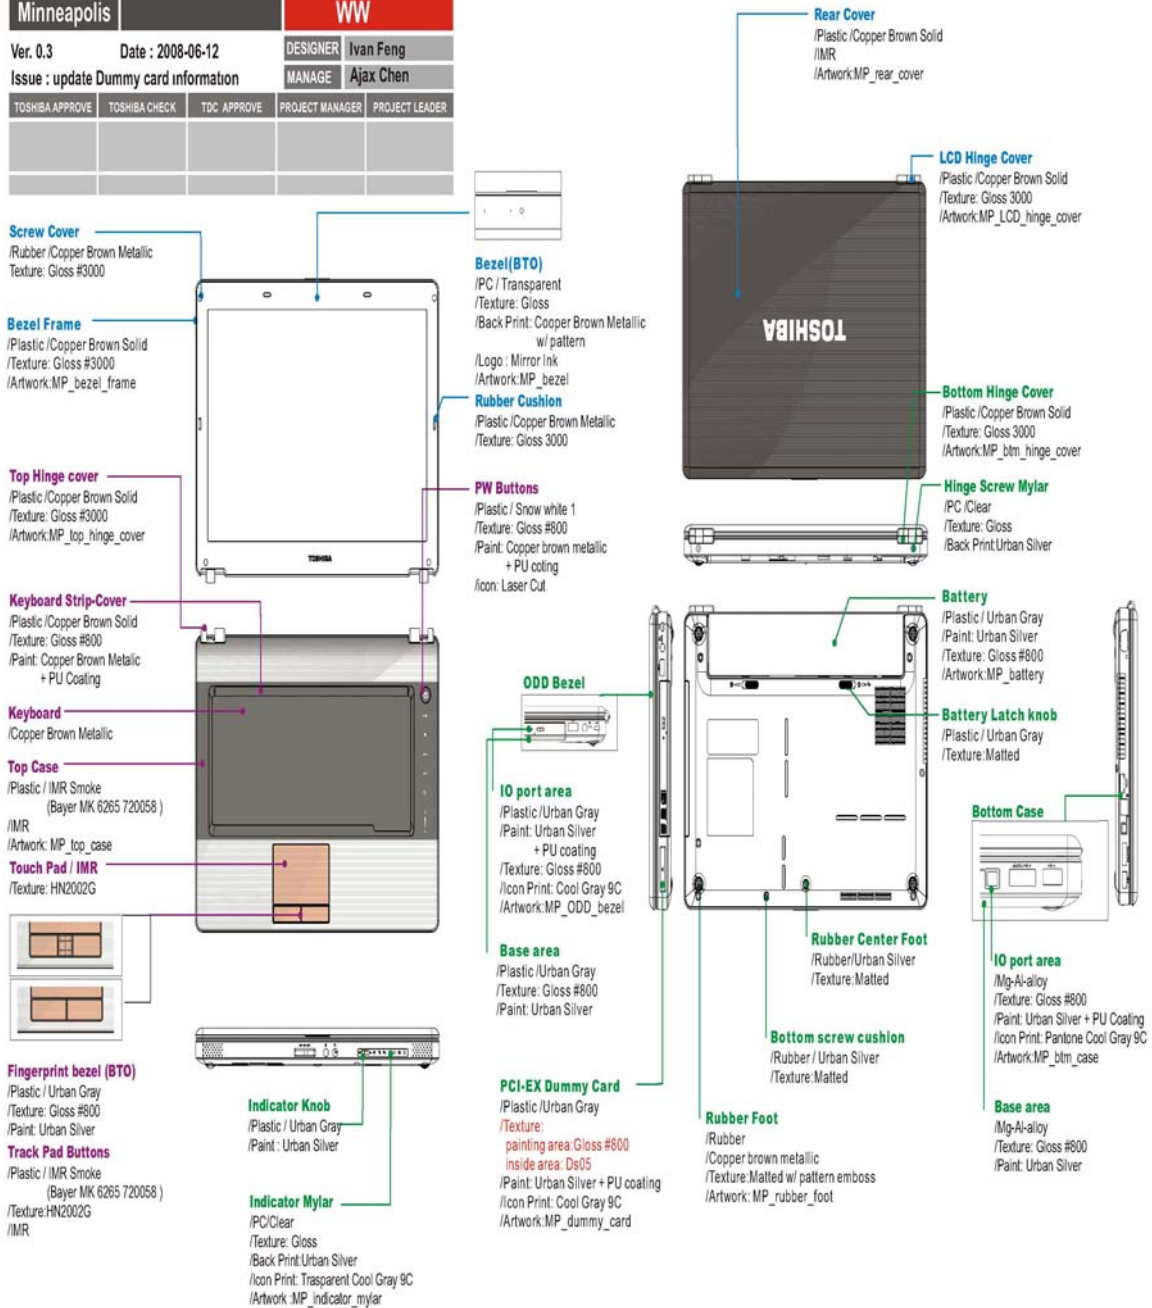 Minneapolis
WW
Ver. 0.3 Date : 2008-06-12
DESIGNER Ivan Feng
Issue : update Dummy card information
MANAGE Ajax Chen
TOSHIBA APPROVE TOSHIBA CHECK TDC APPROVE PROJECT MANAGER PROJECT LEADER
Screw Cover
/Rubber /Copper Brown Metallic
Texture: Gloss #3000
Bezel Frame
/Plastic /Copper Brown Solid
/Texture: Gloss #3000
/Artwork:MP_bezel_frame
Top Hinge cover
/Plastic /Copper Brown Solid
/Texture: Gloss #3000
/Artwork:MP_top_hinge_cover
Keyboard Strip-Cover
/Plastic /Copper Brown Solid
/Texture: Gloss #800
/Paint: Copper Brown Metalic
+ PU Coating
Keyboard
/Copper Brown Metallic
Top Case
/Plastic / IMR Smoke
(Bayer MK 6265 720058 )
/IMR
/Artwork: MP_top_case
Touch Pad / IMR
/Texture: HN2002G
Fingerprint bezel (BTO)
/Plastic / Urban Gray
/Texture: Gloss #800
/Paint: Urban Silver
Track Pad Buttons
/Plastic / IMR Smoke
(Bayer MK 6265 720058 )
/Texture:HN2002G
/IMR
TOSHIBA
Indicator Knob
/Plastic / Urban Gray
/Paint : Urban Silver
Indicator Mylar
/PC/Clear
/Texture: Gloss
/Back Print:Urban Silver
/Icon Print: Trasparent Cool Gray 9C
/Artwork :MP_indicator_mylar
Bezel(BTO)
/PC / Transparent
/Texture: Gloss
/Back Print: Cooper Brown Metallic
w/ pattern
/Logo : Mirror Ink
/Artwork:MP_bezel
Rubber Cushion
/Plastic /Copper Brown Metallic
/Texture: Gloss 3000
PW Buttons
/Plastic / Snow white 1
/Texture: Gloss #800
/Paint: Copper brown metallic
+ PU coting
/icon: Laser Cut
ODD Bezel
IO port area
/Plastic /Urban Gray
/Paint: Urban Silver
+ PU coating
/Texture: Gloss #800
/Icon Print: Cool Gray 9C
/Artwork:MP_ODD_bezel
Base area
/Plastic /Urban Gray
/Texture: Gloss #800
/Paint: Urban Silver
PCI-EX Dummy Card
/Plastic /Urban Gray
/Texture:
painting area:Gloss #800
inside area: Ds05
/Paint: Urban Silver + PU coating
/Icon Print: Cool Gray 9C
/Artwork:MP_dummy_card
Rear Cover
/Plastic /Copper Brown Solid
/IMR
/Artwork:MP_rear_cover
LCD Hinge Cover
/Plastic /Copper Brown Solid
/Texture: Gloss 3000
/Artwork:MP_LCD_hinge_cover
TOSHIBA
Bottom Hinge Cover
/Plastic /Copper Brown Solid
/Texture: Gloss 3000
/Artwork:MP_btm_hinge_cover
Hinge Screw Mylar
/PC /Clear
/Texture: Gloss
/Back Print:Urban Silver
Battery
/Plastic / Urban Gray
/Paint: Urban Silver
/Texture: Gloss #800
/Artwork:MP_battery
Battery Latch knob
/Plastic / Urban Gray
/Texture:Matted
Bottom Case
IO port area
/Mg-Al-alloy
/Texture: Gloss #800
/Paint: Urban Silver + PU Coating
/Icon Print: Pantone Cool Gray 9C
/Artwork:MP_btm_case
Base area
/Mg-Al-alloy
/Texture: Gloss #800
/Paint: Urban Silver
Rubber Center Foot
/Rubber/Urban Silver
/Texture:Matted
Bottom screw cushion
/Rubber / Urban Silver
/Texture:Matted
Rubber Foot
/Rubber
/Copper brown metallic
/Texture:Matted w/ pattern emboss
/Artwork: MP_rubber_foot